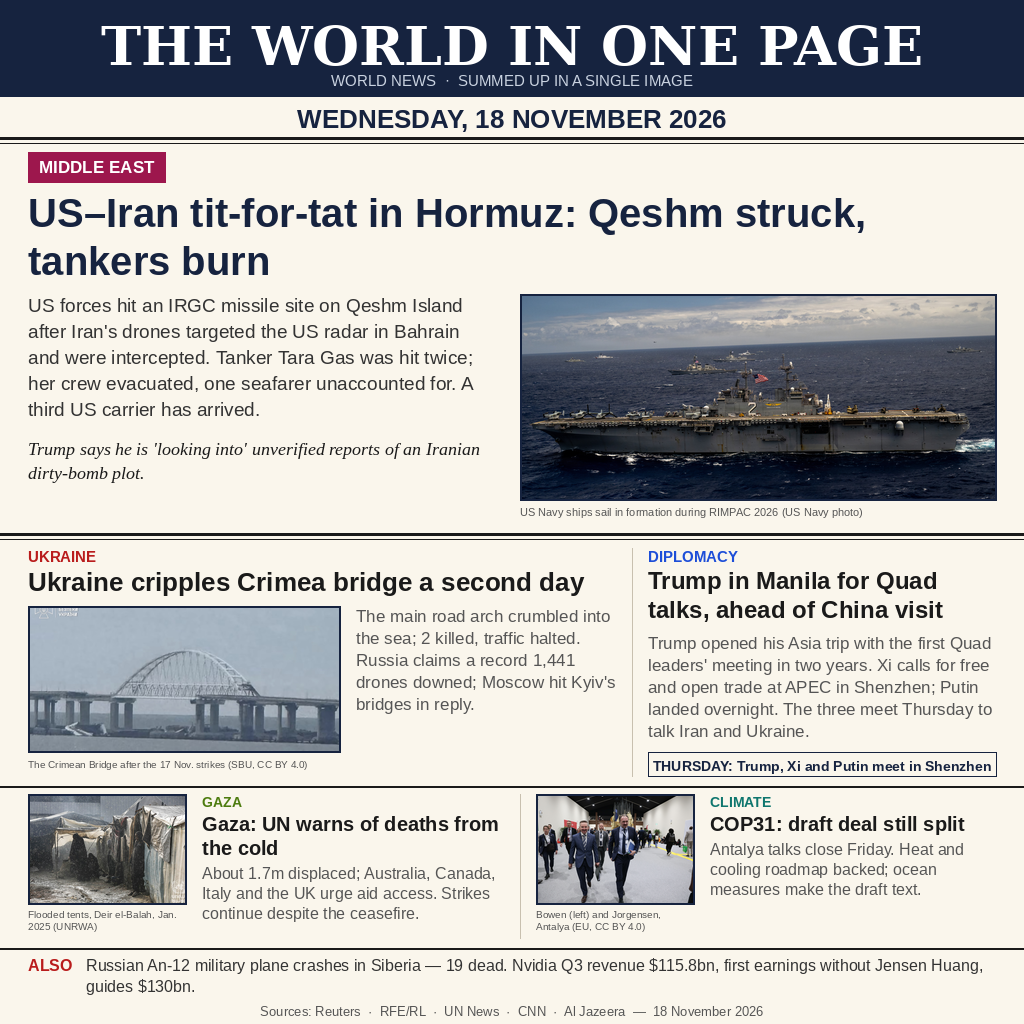 THE WORLD IN ONE PAGE
WORLD NEWS · SUMMED UP IN A SINGLE IMAGE
WEDNESDAY, 18 NOVEMBER 2026
MIDDLE EAST
US–Iran tit-for-tat in Hormuz: Qeshm struck,
tankers burn
US forces hit an IRGC missile site on Qeshm Island
after Iran's drones targeted the US radar in Bahrain
and were intercepted. Tanker Tara Gas was hit twice;
her crew evacuated, one seafarer unaccounted for. A
third US carrier has arrived.
Trump says he is 'looking into' unverified reports of an Iranian
dirty-bomb plot.
2
US Navy ships sail in formation during RIMPAC 2026 (US Navy photo)
UKRAINE
Ukraine cripples Crimea bridge a second day
The main road arch crumbled into
the sea; 2 killed, traffic halted.
Russia claims a record 1,441
drones downed; Moscow hit Kyiv's
bridges in reply.
The Crimean Bridge after the 17 Nov. strikes (SBU, CC BY 4.0)
DIPLOMACY
Trump in Manila for Quad
talks, ahead of China visit
Trump opened his Asia trip with the first Quad
leaders' meeting in two years. Xi calls for free
and open trade at APEC in Shenzhen; Putin
landed overnight. The three meet Thursday to
talk Iran and Ukraine.
THURSDAY: Trump, Xi and Putin meet in Shenzhen
GAZA
Gaza: UN warns of deaths from
the cold
About 1.7m displaced; Australia, Canada,
Italy and the UK urge aid access. Strikes
continue despite the ceasefire.
Flooded tents, Deir el-Balah, Jan.
2025 (UNRWA)
CLIMATE
COP31: draft deal still split
Antalya talks close Friday. Heat and
cooling roadmap backed; ocean
measures make the draft text.
Bowen (left) and Jorgensen,
Antalya (EU, CC BY 4.0)
ALSO Russian An-12 military plane crashes in Siberia — 19 dead. Nvidia Q3 revenue $115.8bn, first earnings without Jensen Huang,
guides $130bn.
Sources: Reuters · RFE/RL · UN News · CNN · Al Jazeera — 18 November 2026